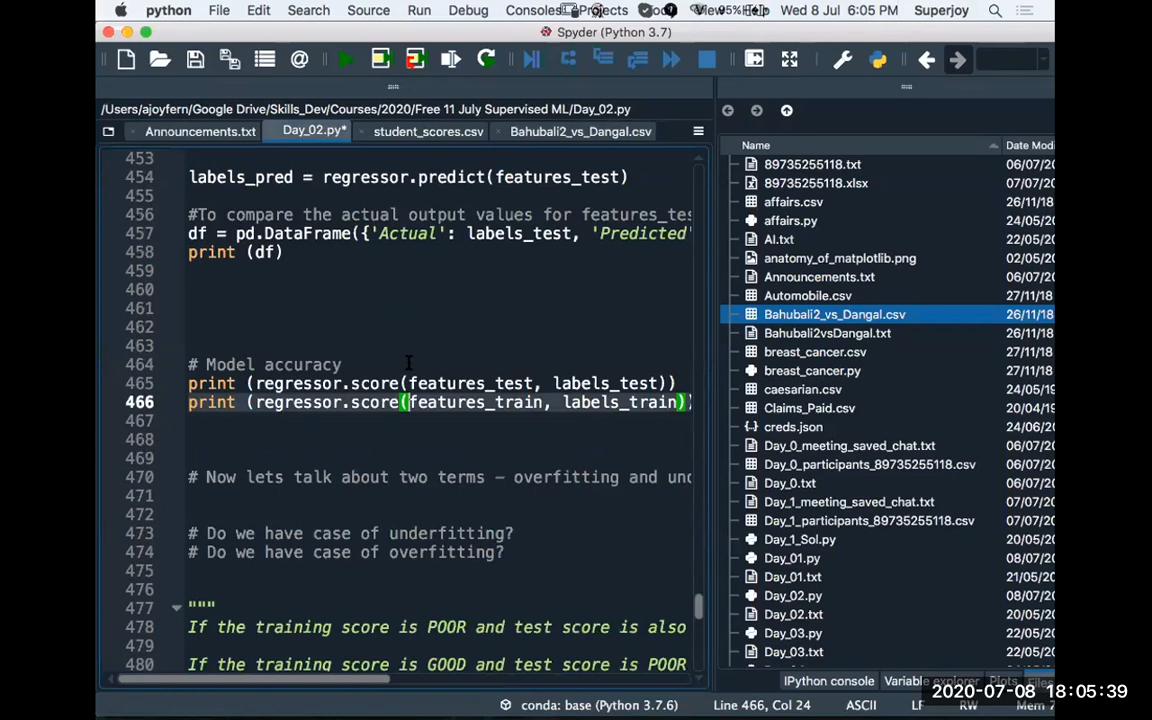 python File Edit Search Source Run Debug Consoles Projects View 95% Wed 8 Jul 6:05 PM Superjoy
Spyder (Python 3.7)
/Users/ajoyfern/Google Drive/Skills_Dev/Courses/2020/Free 11 July Supervised ML/Day_02.py
Announcements.txt Day_02.py* student_scores.csv Bahubali2_vs_Dangal.csv
453
454 labels_pred = regressor.predict(features_test)
455
456 #To compare the actual output values for features_tes
457 df = pd.DataFrame({'Actual': labels_test, 'Predicted'
458 print (df)
459
460
461
462
463
464 # Model accuracy
465 print (regressor.score(features_test, labels_test))
466 print (regressor.score(features_train, labels_train))
467
468
469
470 # Now lets talk about two terms - overfitting and und
471
472
473 # Do we have case of underfitting?
474 # Do we have case of overfitting?
475
476
477 """
478 If the training score is POOR and test score is also
479
480 If the training score is GOOD and test score is POOR
Name Date Mod
89735255118.txt 06/07/20
89735255118.xlsx 07/07/20
affairs.csv 26/11/18
affairs.py 24/05/20
AI.txt 22/05/20
anatomy_of_matplotlib.png 02/05/20
Announcements.txt 06/07/20
Automobile.csv 27/11/18
Bahubali2_vs_Dangal.csv 26/11/18
Bahubali2vsDangal.txt 26/11/18
breast_cancer.csv 27/11/18
breast_cancer.py 24/05/20
caesarian.csv 24/05/20
Claims_Paid.csv 20/04/19
creds.json 24/06/20
Day_0_meeting_saved_chat.txt 06/07/20
Day_0_participants_89735255118.csv 06/07/20
Day_0.txt 06/07/20
Day_1_meeting_saved_chat.txt 07/07/20
Day_1_participants_89735255118.csv 07/07/20
Day_1_Sol.py 20/05/20
Day_01.py 08/07/20
Day_01.txt 21/05/20
Day_02.py 08/07/20
Day_02.txt 20/05/20
Day_03.py 22/05/20
Day_03.txt 22/05/20
IPython console Variable explorer Plots Files
2020-07-08 18:05:39
conda: base (Python 3.7.6) Line 466, Col 24 ASCII LF RW Mem 7